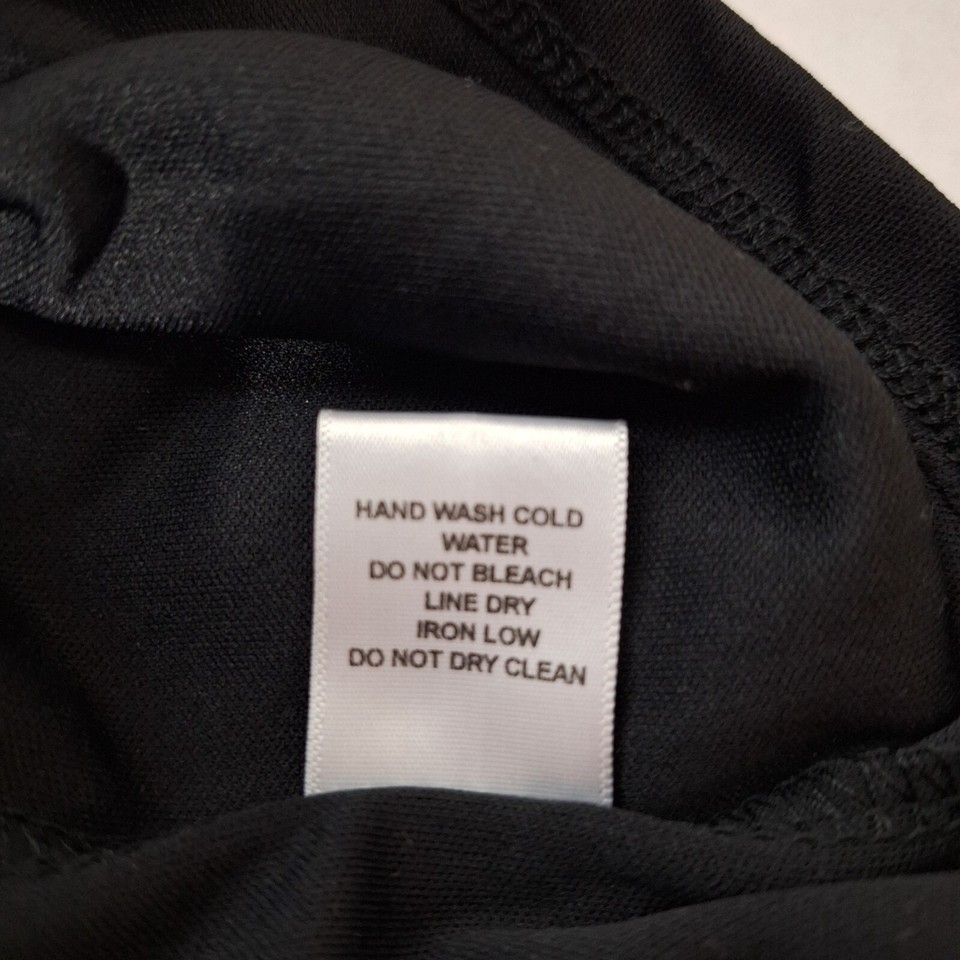 HAND WASH COLD
WATER
DO NOT BLEACH
LINE DRY
IRON LOW
DO NOT DRY CLEAN